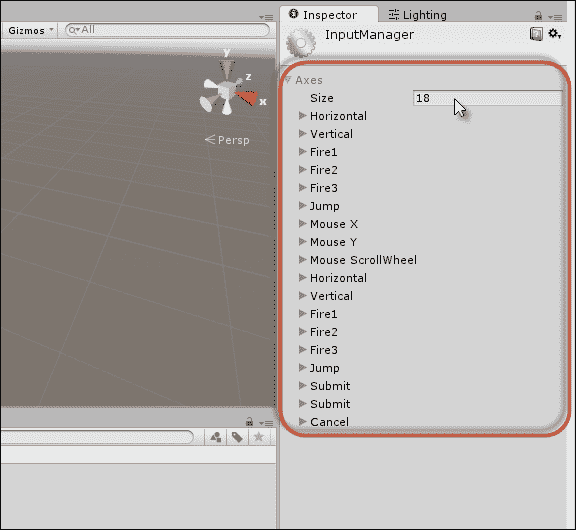 Inspector
Lighting
Gizmos
All
InputManager
y
z
x
Persp
Axes
Size 18
Horizontal
Vertical
Fire1
Fire2
Fire3
Jump
Mouse X
Mouse Y
Mouse ScrollWheel
Horizontal
Vertical
Fire1
Fire2
Fire3
Jump
Submit
Submit
Cancel